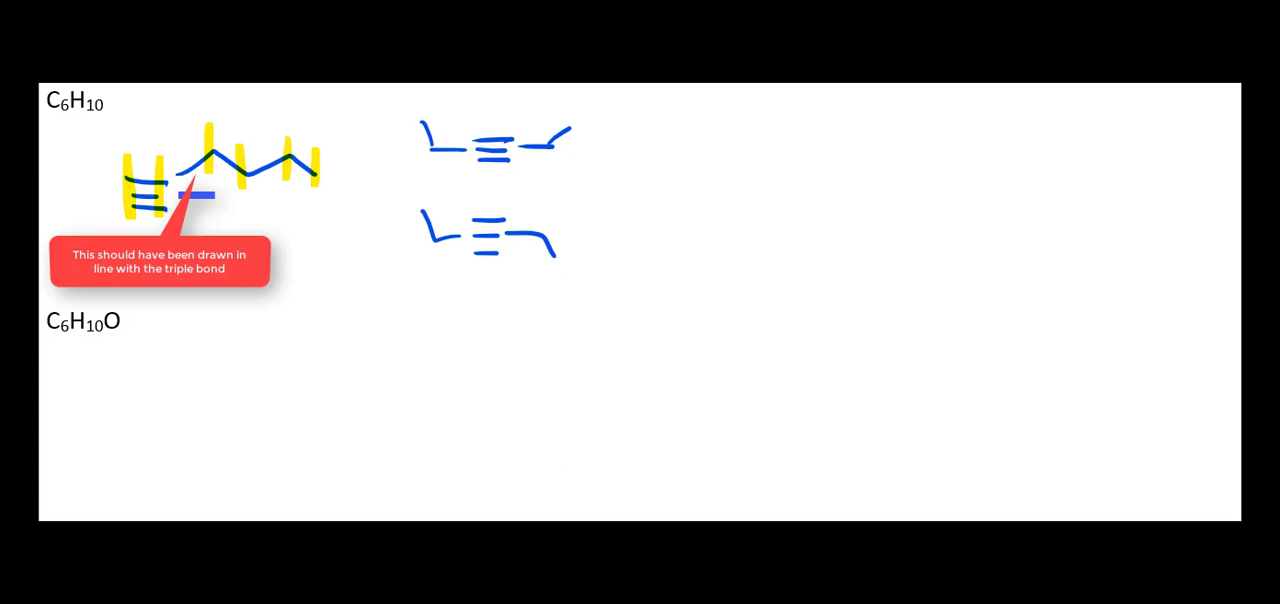 C₆H₁₀
This should have been drawn in
line with the triple bond
C₆H₁₀O